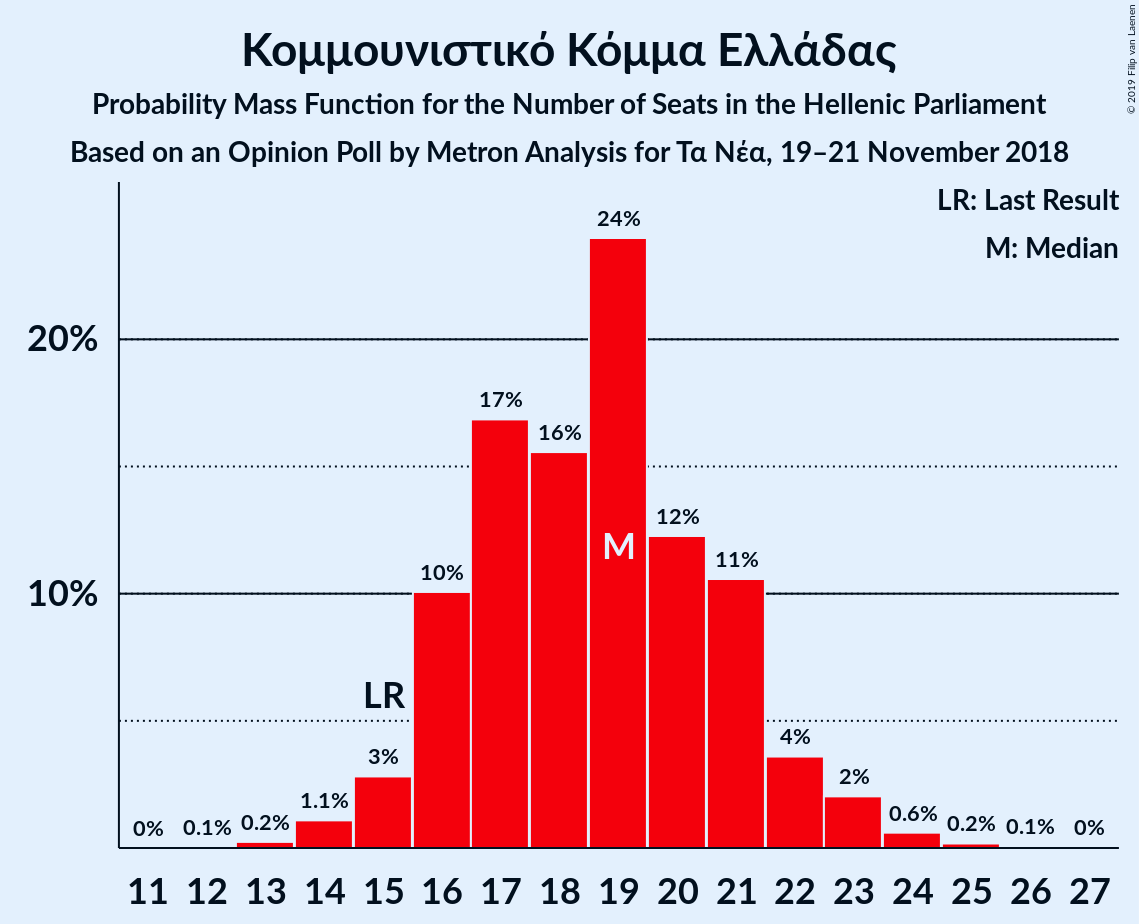 Κομμουνιστικό Κόμμα Ελλάδας
Probability Mass Function for the Number of Seats in the Hellenic Parliament
Based on an Opinion Poll by Metron Analysis for Τα Νέα, 19–21 November 2018
© 2019 Filip van Laenen
LR: Last Result
M: Median
24%
20%
17%
16%
M
12%
11%
10%
10%
LR
3%
4%
2%
0%
0.1%
0.2%
1.1%
0.6%
0.2%
0.1%
0%
11 12 13 14 15 16 17 18 19 20 21 22 23 24 25 26 27